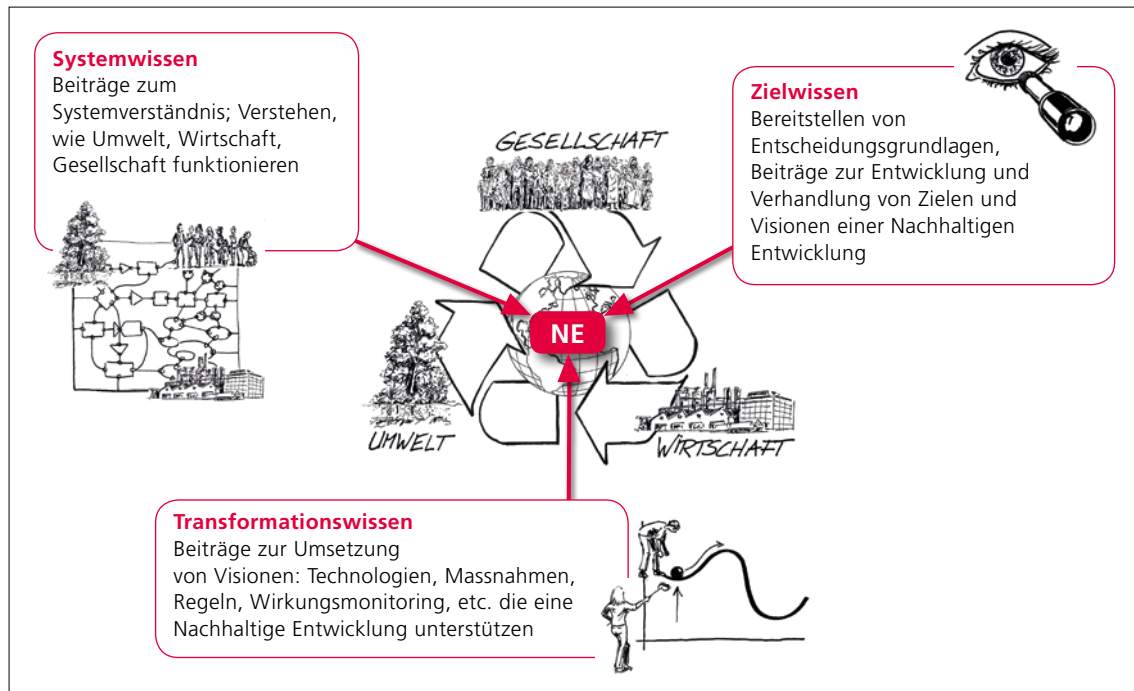 Systemwissen
Beiträge zum
Systemverständnis; Verstehen,
wie Umwelt, Wirtschaft,
Gesellschaft funktionieren
Zielwissen
Bereitstellen von
Entscheidungsgrundlagen,
Beiträge zur Entwicklung und
Verhandlung von Zielen und
Visionen einer Nachhaltigen
Entwicklung
GESELLSCHAFT
NE
UMWELT
WIRTSCHAFT
Transformationswissen
Beiträge zur Umsetzung
von Visionen: Technologien, Massnahmen,
Regeln, Wirkungsmonitoring, etc. die eine
Nachhaltige Entwicklung unterstützen